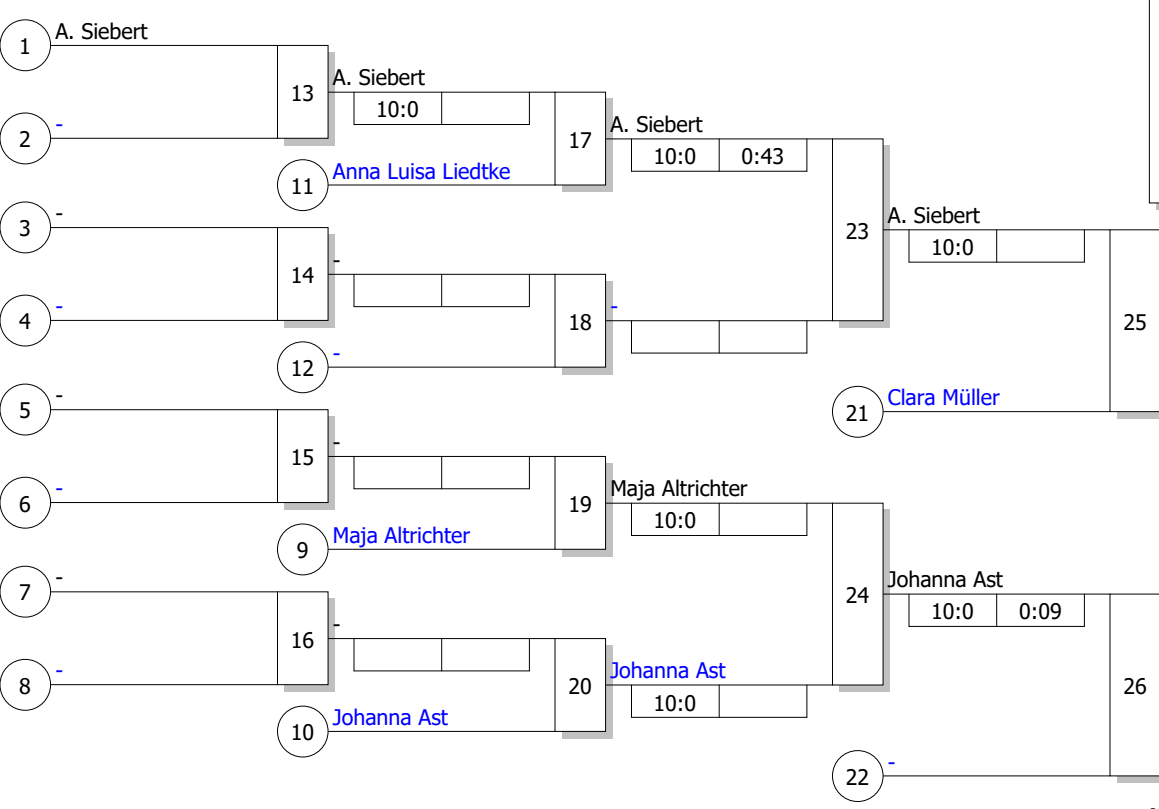 1 A. Siebert
2 -
13 A. Siebert
10:0
11 Anna Luisa Liedtke
17 A. Siebert
10:0 0:43
3 -
4 -
14 -
12 -
18 -
23 A. Siebert
10:0
21 Clara Müller
25
5 -
6 -
15 -
9 Maja Altrichter
19 Maja Altrichter
10:0
7 -
8 -
16 -
10 Johanna Ast
20 Johanna Ast
10:0
24 Johanna Ast
10:0 0:09
22 -
26